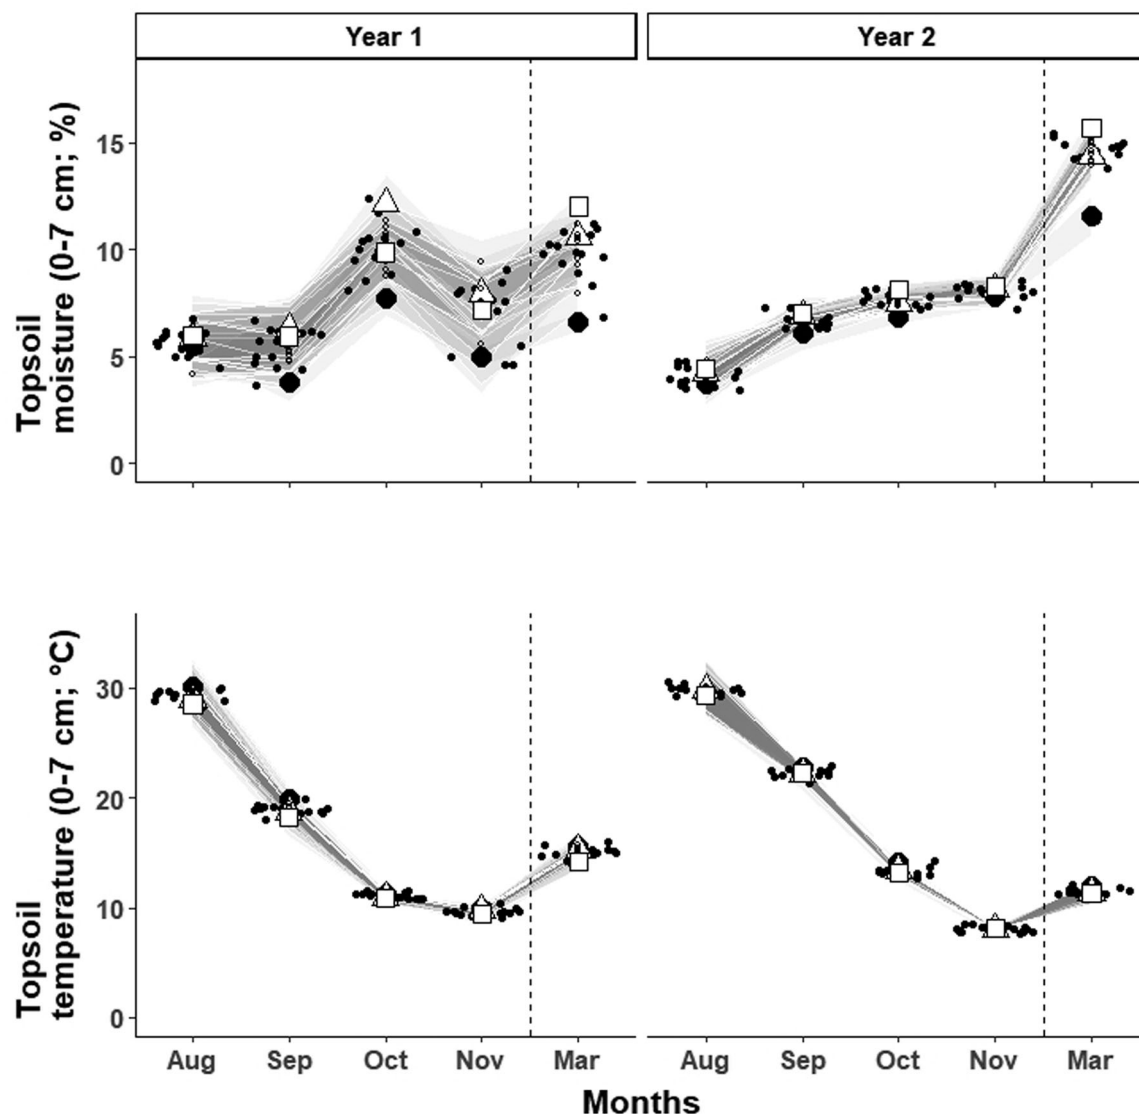 Year 1
Year 2
Topsoil
moisture (0-7 cm; %)
15
10
5
0
Topsoil
temperature (0-7 cm; ºC)
30
20
10
0
Aug Sep Oct Nov Mar
Aug Sep Oct Nov Mar
Months